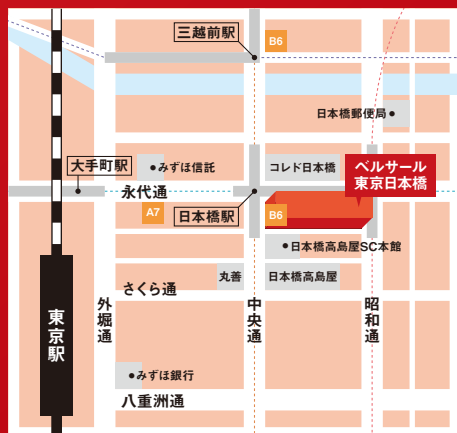 三越前駅
B6
日本橋郵便局
大手町駅
みずほ信託
コレド日本橋
ベルサール
東京日本橋
永代通
A7
日本橋駅
B6
日本橋高島屋SC本館
丸善
日本橋高島屋
さくら通
東京駅
外堀通
中央通
昭和通
みずほ銀行
八重洲通